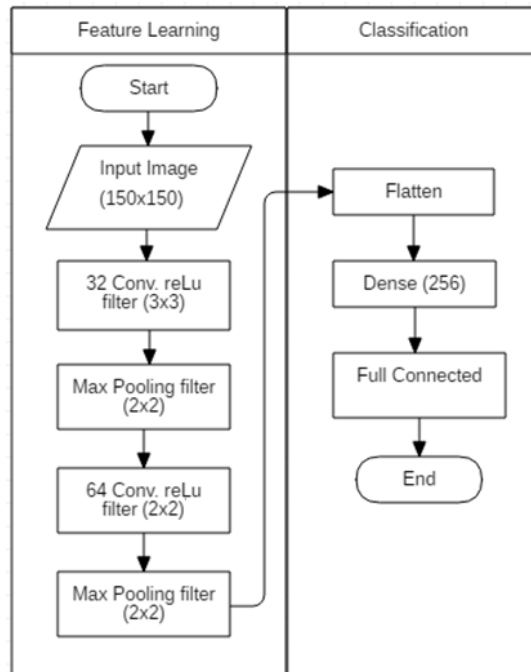 Feature Learning
Classification
Start
Input Image
(150x150)
32 Conv. reLu
filter (3x3)
Max Pooling filter
(2x2)
64 Conv. reLu
filter (2x2)
Max Pooling filter
(2x2)
Flatten
Dense (256)
Full Connected
End